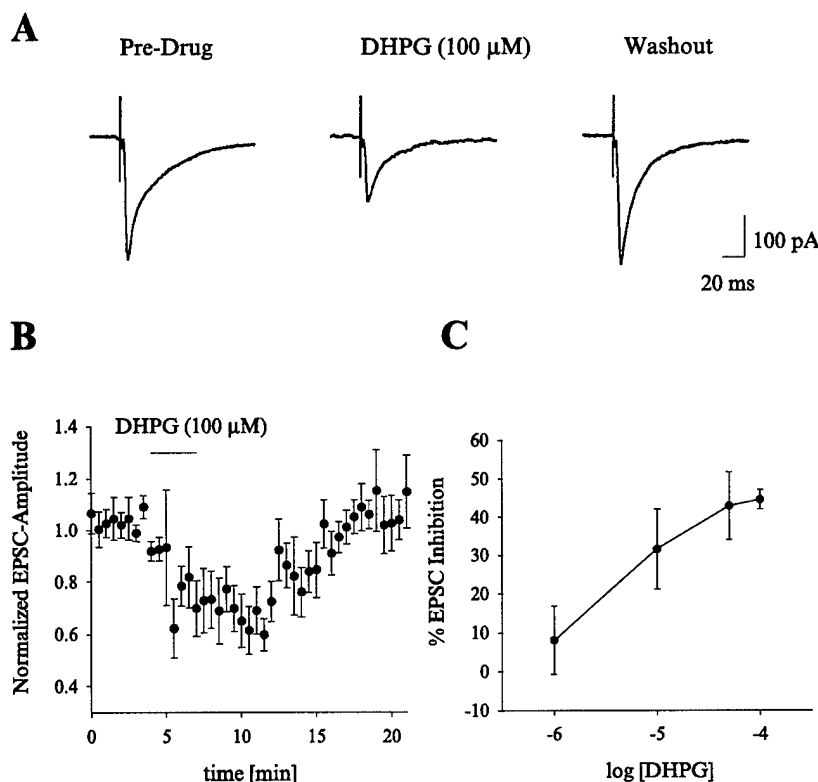 A
Pre-Drug
DHPG (100 µM)
Washout
100 pA
20 ms
B
DHPG (100 µM)
Normalized EPSC-Amplitude
1.4
1.2
1.0
0.8
0.6
0.4
0
5
10
15
20
time [min]
C
% EPSC Inhibition
60
50
40
30
20
10
0
-10
-6
-5
-4
log [DHPG]